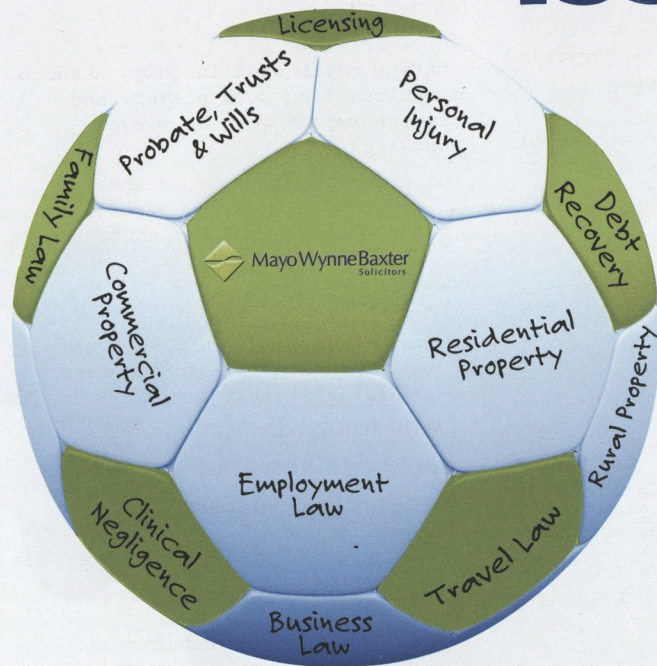 Licensing
Probate, Trusts
& Wills
Personal
Injury
Family Law
Debt
Recovery
MayoWynneBaxter
Solicitors
Commercial
Property
Residential
Property
Rural Property
Employment
Law
Clinical
Negligence
Travel Law
Business
Law